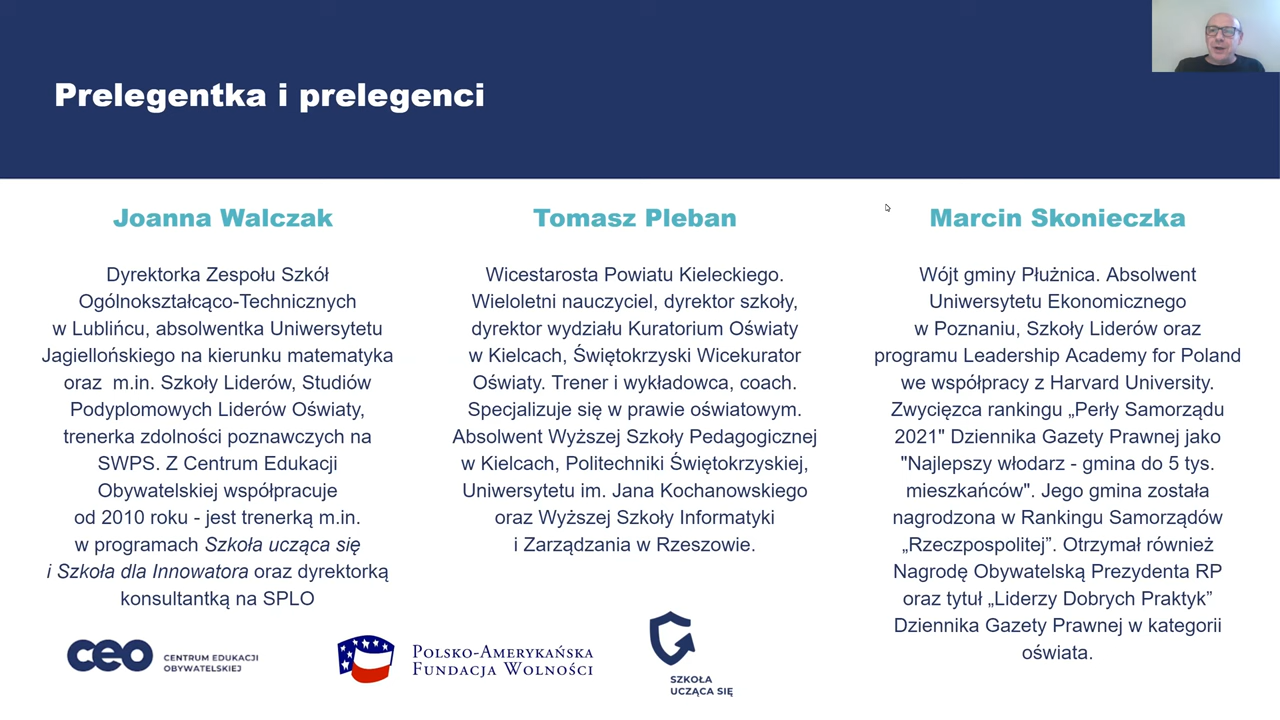 Prelegentka i prelegenci
Joanna Walczak
Dyrektorka Zespołu Szkół
Ogólnokształcąco-Technicznych
w Lublińcu, absolwentka Uniwersytetu
Jagiellońskiego na kierunku matematyka
oraz m.in. Szkoły Liderów, Studiów
Podyplomowych Liderów Oświaty,
trenerka zdolności poznawczych na
SWPS. Z Centrum Edukacji
Obywatelskiej współpracuje
od 2010 roku - jest trenerką m.in.
w programach Szkoła ucząca się
i Szkoła dla Innowatora oraz dyrektorką
konsultantką na SPLO
Tomasz Pleban
Wicestarosta Powiatu Kieleckiego.
Wieloletni nauczyciel, dyrektor szkoły,
dyrektor wydziału Kuratorium Oświaty
w Kielcach, Świętokrzyski Wicekurator
Oświaty. Trener i wykładowca, coach.
Specjalizuje się w prawie oświatowym.
Absolwent Wyższej Szkoły Pedagogicznej
w Kielcach, Politechniki Świętokrzyskiej,
Uniwersytetu im. Jana Kochanowskiego
oraz Wyższej Szkoły Informatyki
i Zarządzania w Rzeszowie.
Marcin Skonieczka
Wójt gminy Płużnica. Absolwent
Uniwersytetu Ekonomicznego
w Poznaniu, Szkoły Liderów oraz
programu Leadership Academy for Poland
we współpracy z Harvard University.
Zwycięzca rankingu „Perły Samorządu
2021" Dziennika Gazety Prawnej jako
"Najlepszy włodarz - gmina do 5 tys.
mieszkańców". Jego gmina została
nagrodzona w Rankingu Samorządów
„Rzeczpospolitej”. Otrzymał również
Nagrodę Obywatelską Prezydenta RP
oraz tytuł „Liderzy Dobrych Praktyk”
Dziennika Gazety Prawnej w kategorii
oświata.
ceo
CENTRUM EDUKACJI
OBYWATELSKIEJ
POLSKO-AMERYKAŃSKA
FUNDACJA WOLNOŚCI
SZKOŁA
UCZĄCA SIĘ